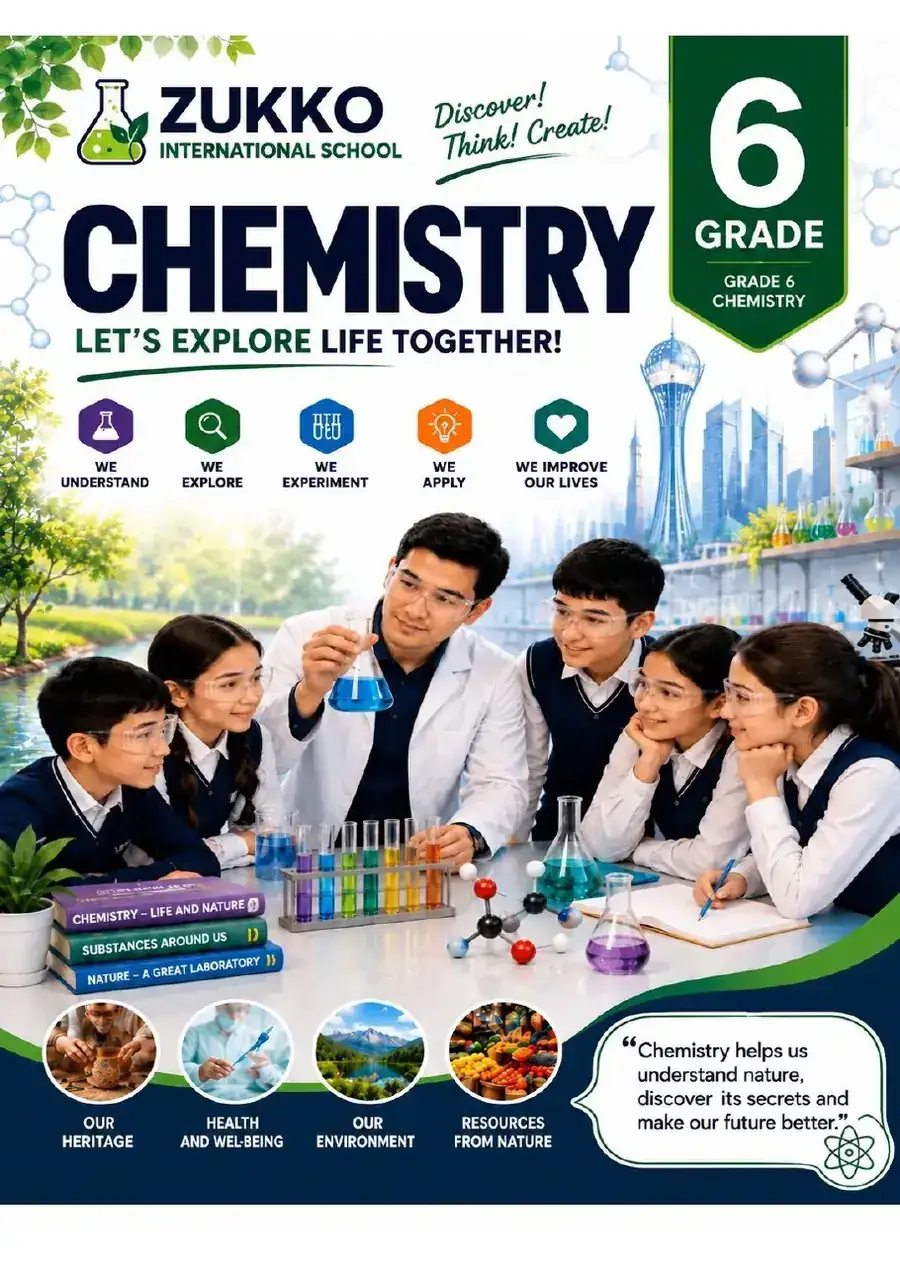 ZUKKO
INTERNATIONAL SCHOOL
Discover!
Think! Create!
6
GRADE
GRADE 6
CHEMISTRY
CHEMISTRY
LET'S EXPLORE LIFE TOGETHER!
WE
UNDERSTAND
WE
EXPLORE
WE
EXPERIMENT
WE
APPLY
WE IMPROVE
OUR LIVES
CHEMISTRY – LIFE AND NATURE
SUBSTANCES AROUND US
NATURE – A GREAT LABORATORY
OUR
HERITAGE
HEALTH
AND WEL-BEING
OUR
ENVIRONMENT
RESOURCES
FROM NATURE
“Chemistry helps us
understand nature,
discover its secrets and
make our future better.”